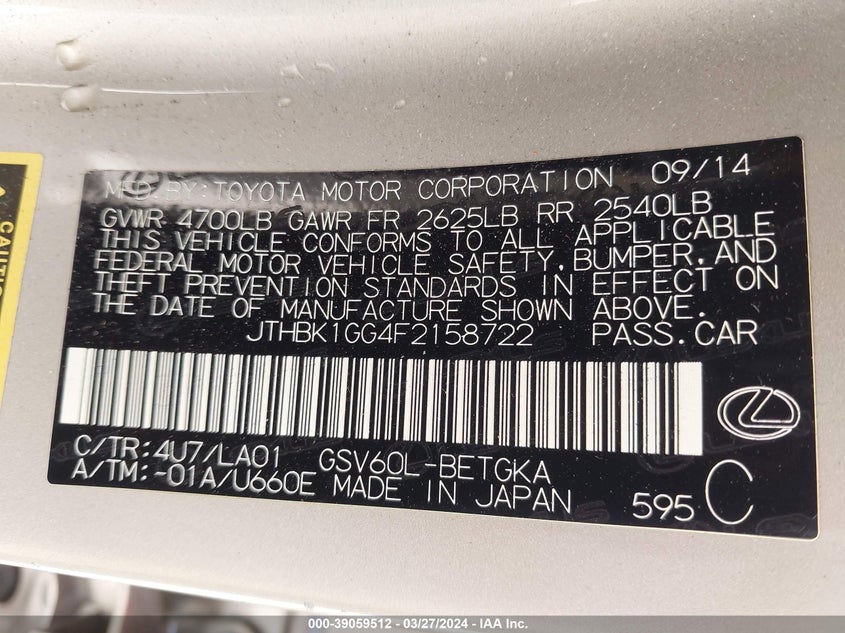 MFD.BY:TOYOTA MOTOR CORPORATION 09/14
GVWR 4700LB GAWR FR 2625LB RR 2540LB
THIS VEHICLE CONFORMS TO ALL APPLICABLE
FEDERAL MOTOR VEHICLE SAFETY, BUMPER, AND
THEFT PREVENTION STANDARDS IN EFFECT ON
THE DATE OF MANUFACTURE SHOWN ABOVE.
JTHBK1GG4F2158722 PASS.CAR
C/TR:4U7/LA01 GSV60L-BETGKA
A/TM:-01A/U660E MADE IN JAPAN 595 C
000-39059512 - 03/27/2024 - IAA Inc.